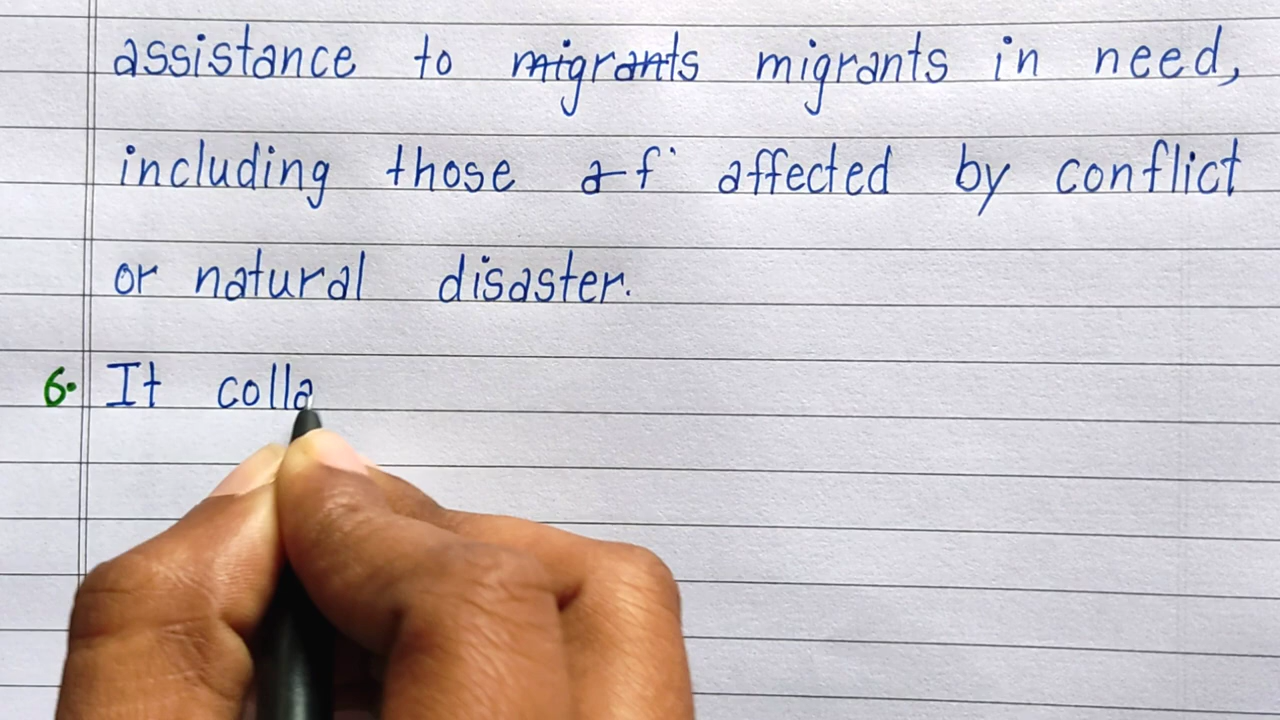 assistance to migrants migrants in need,
including those af affected by conflict
or natural disaster.
6. It colla